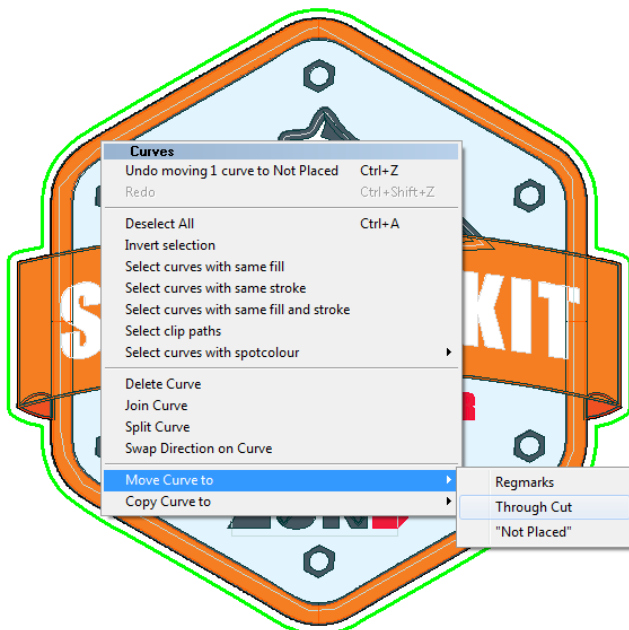 Curves
Undo moving 1 curve to Not Placed Ctrl+Z
Redo Ctrl+Shift+Z
Deselect All Ctrl+A
Invert selection
Select curves with same fill
Select curves with same stroke
Select curves with same fill and stroke
Select clip paths
Select curves with spotcolour
KIT
Delete Curve
Join Curve
Split Curve
Swap Direction on Curve
Move Curve to
Copy Curve to
Regmarks
Through Cut
"Not Placed"